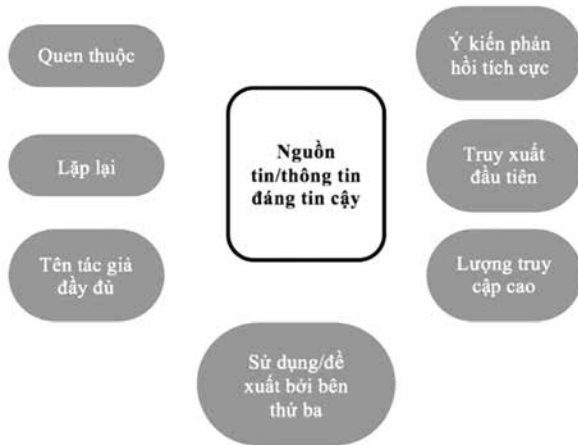 Quen thuộc
Ý kiến phản
hồi tích cực
Nguồn
tin/thông tin
đáng tin cậy
Lặp lại
Truy xuất
đầu tiên
Tên tác giả
đầy đủ
Lượng truy
cập cao
Sử dụng/đề
xuất bởi bên
thứ ba